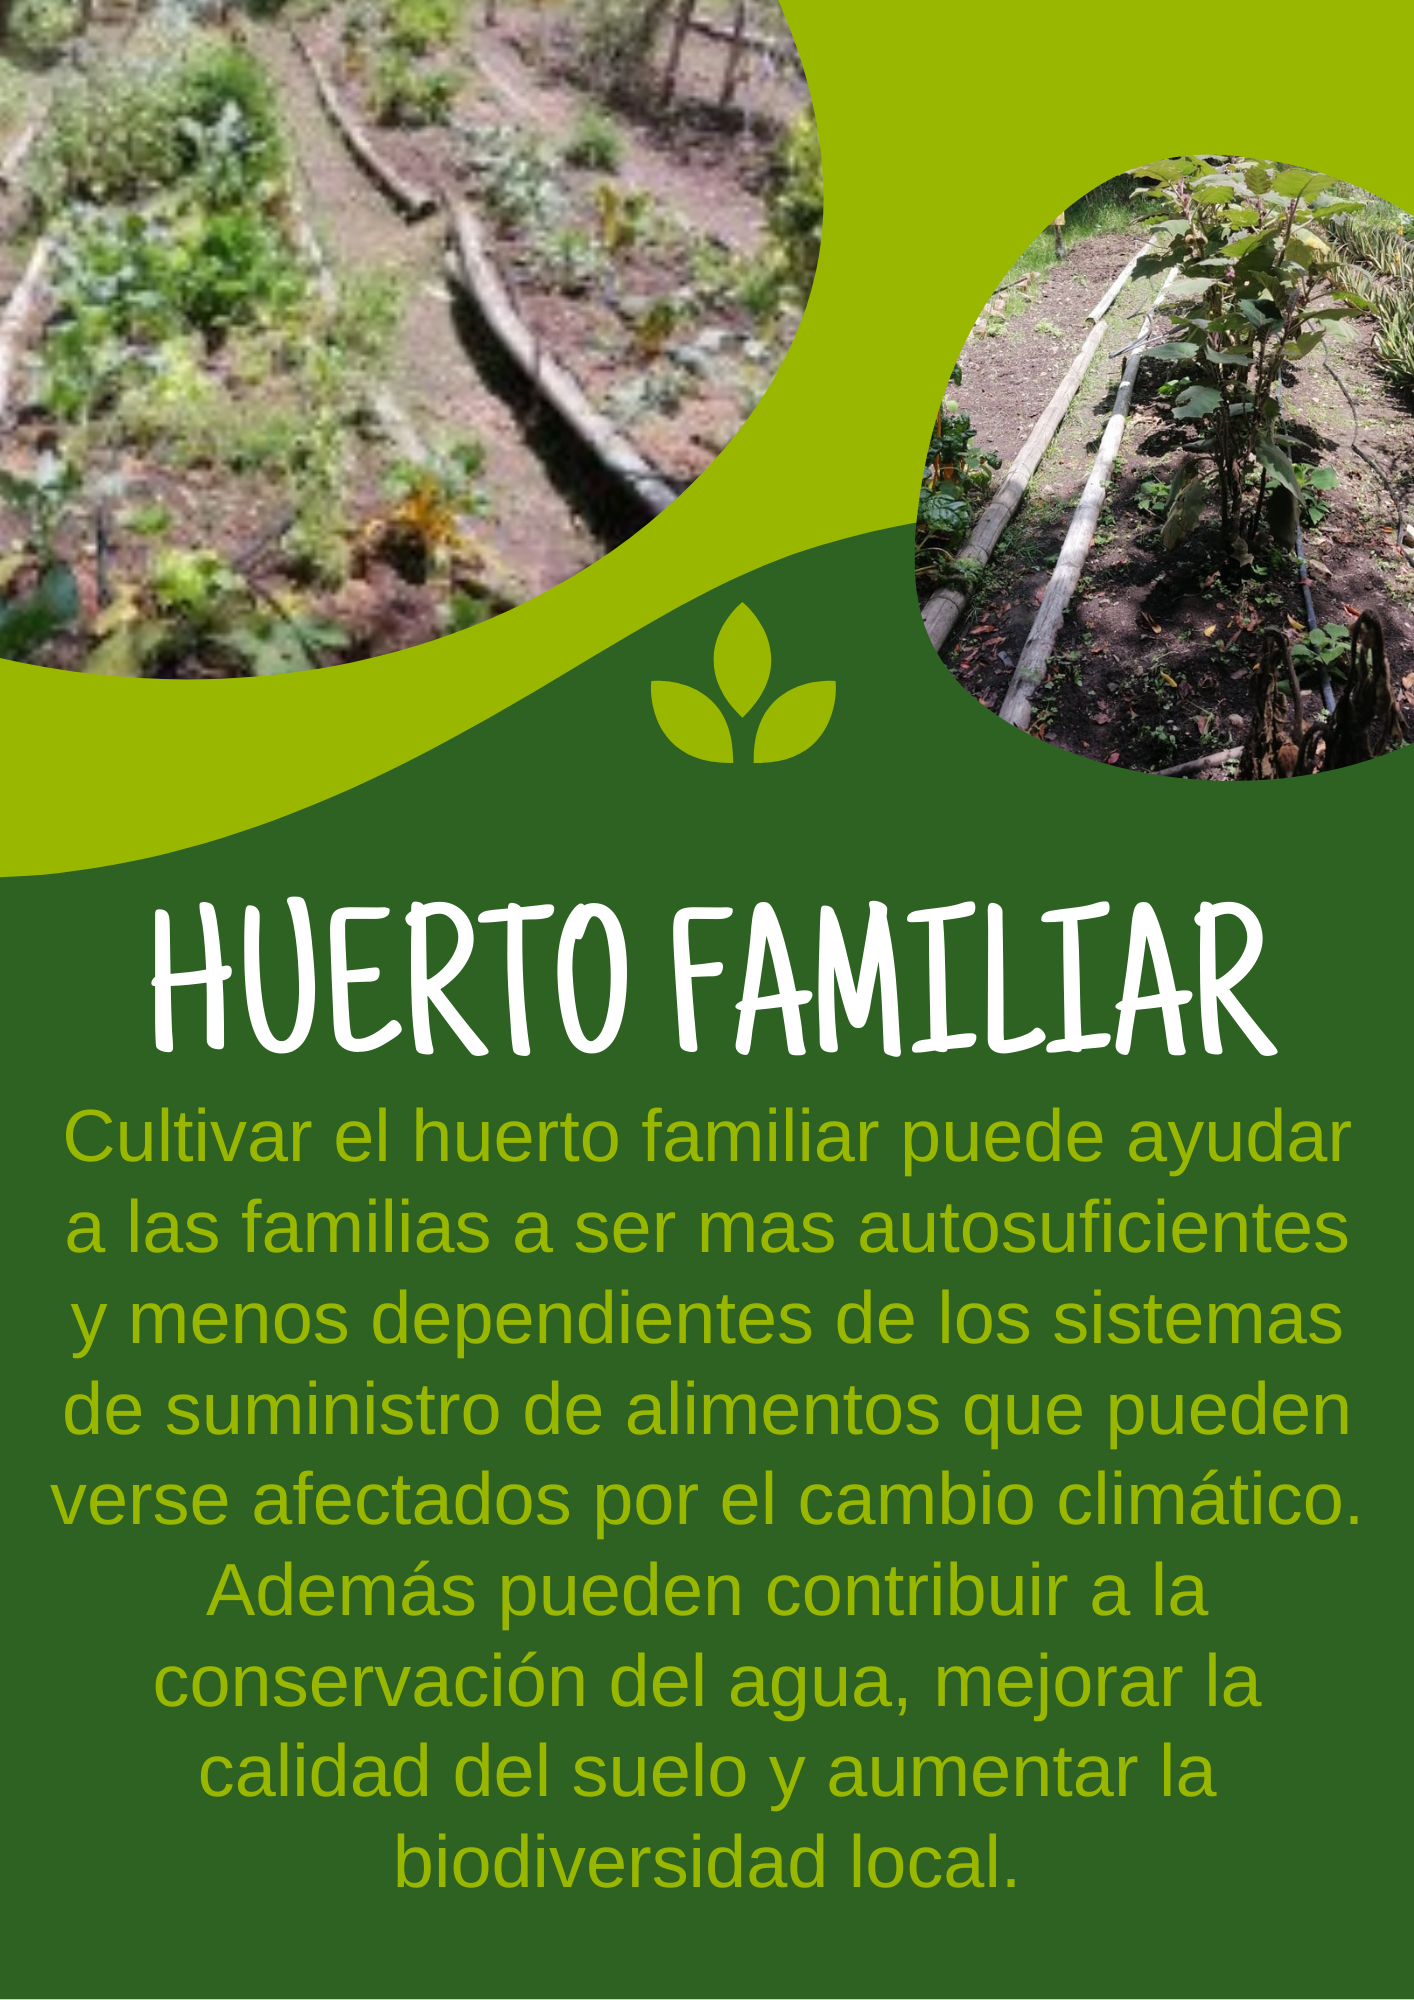 HUERTO FAMILIAR
Cultivar el huerto familiar puede ayudar
a las familias a ser mas autosuficientes
y menos dependientes de los sistemas
de suministro de alimentos que pueden
verse afectados por el cambio climático.
Además pueden contribuir a la
conservación del agua, mejorar la
calidad del suelo y aumentar la
biodiversidad local.